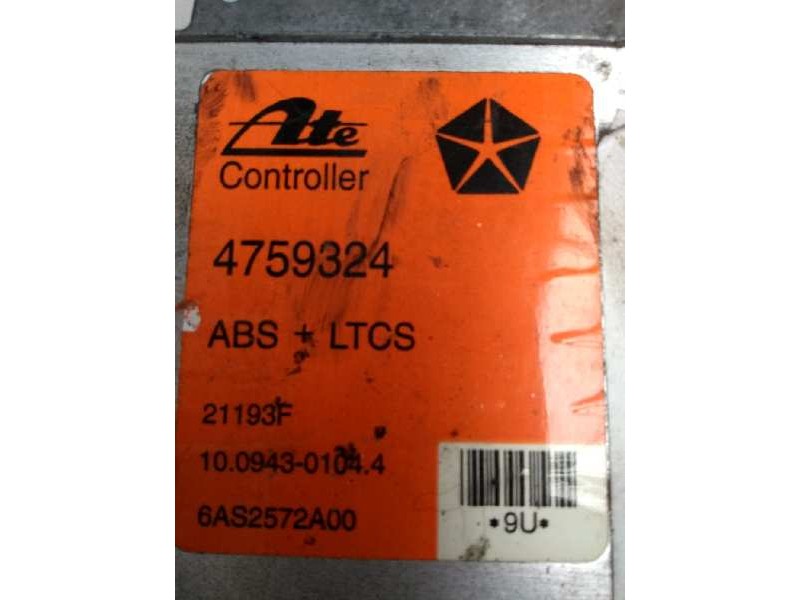 Ate
Controller
4759324
ABS + LTCS
21193F
10.0943-0104.4
6AS2572A00
*9U*